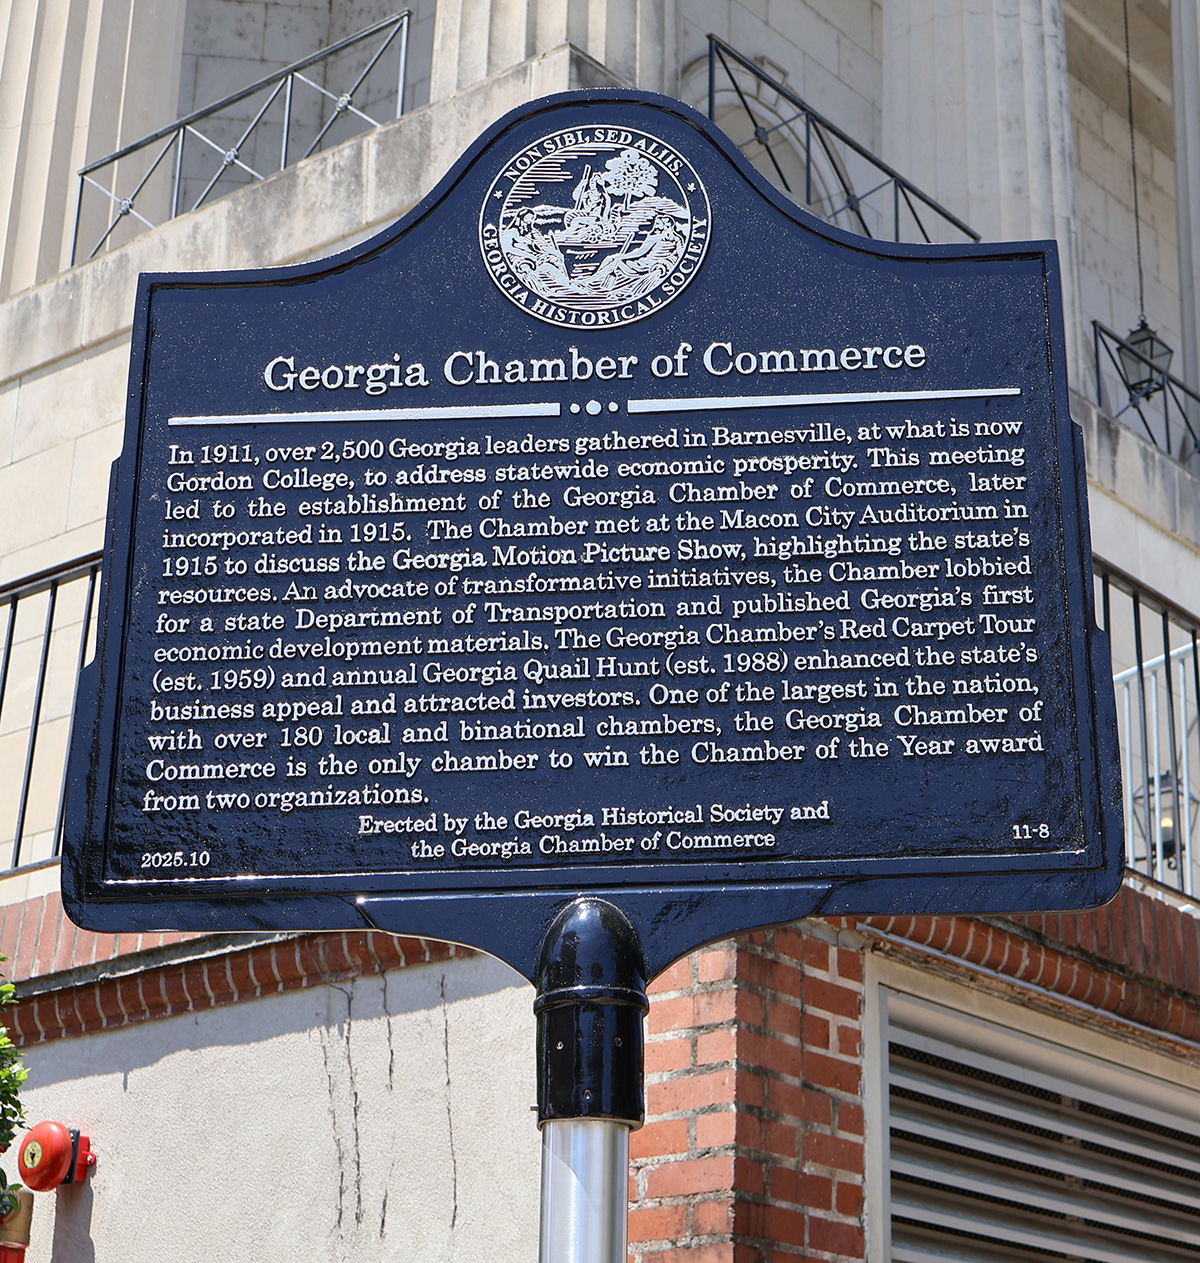 NON SIBI, SED ALIIS.
GEORGIA HISTORICAL SOCIETY
Georgia Chamber of Commerce
In 1911, over 2,500 Georgia leaders gathered in Barnesville, at what is now
Gordon College, to address statewide economic prosperity. This meeting
led to the establishment of the Georgia Chamber of Commerce, later
incorporated in 1915. The Chamber met at the Macon City Auditorium in
1915 to discuss the Georgia Motion Picture Show, highlighting the state's
resources. An advocate of transformative initiatives, the Chamber lobbied
for a state Department of Transportation and published Georgia's first
economic development materials. The Georgia Chamber's Red Carpet Tour
(est. 1959) and annual Georgia Quail Hunt (est. 1988) enhanced the state's
business appeal and attracted investors. One of the largest in the nation,
with over 180 local and binational chambers, the Georgia Chamber of
Commerce is the only chamber to win the Chamber of the Year award
from two organizations.
Erected by the Georgia Historical Society and
the Georgia Chamber of Commerce
2025.10
11-8